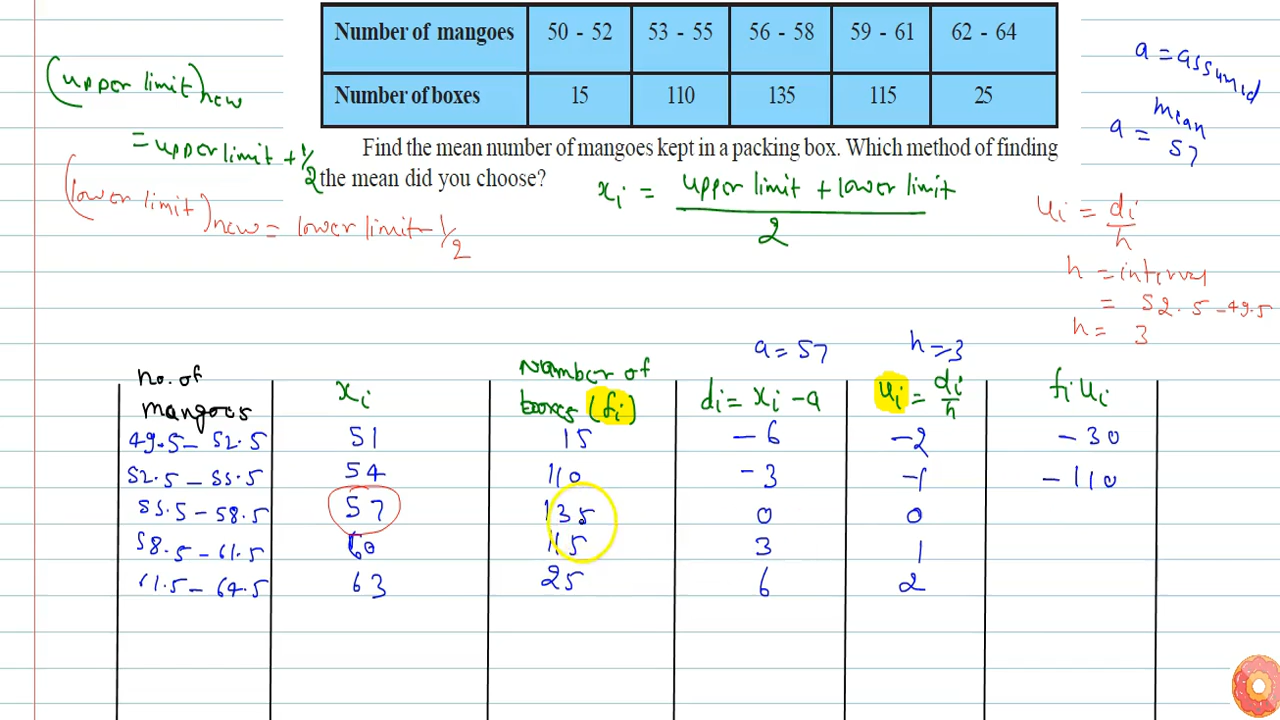 Number of mangoes 50 - 52 53 - 55 56 - 58 59 - 61 62 - 64
Number of boxes 15 110 135 115 25
Find the mean number of mangoes kept in a packing box. Which method of finding
the mean did you choose?
(upper limit)new
= upper limit + 1/2
(lower limit)new = lower limit - 1/2
xi = upper limit + lower limit
2
a = assumed
mean
a = 57
ui = di/h
h = interval
= 52.5 - 49.5
h = 3
a = 57 h = 3
no. of mangoes xi Number of boxes (fi) di = xi - a ui = di/h fi ui
49.5 - 52.5 51 15 -6 -2 -30
52.5 - 55.5 54 110 -3 -1 -110
55.5 - 58.5 57 135 0 0
58.5 - 61.5 60 115 3 1
61.5 - 64.5 63 25 6 2